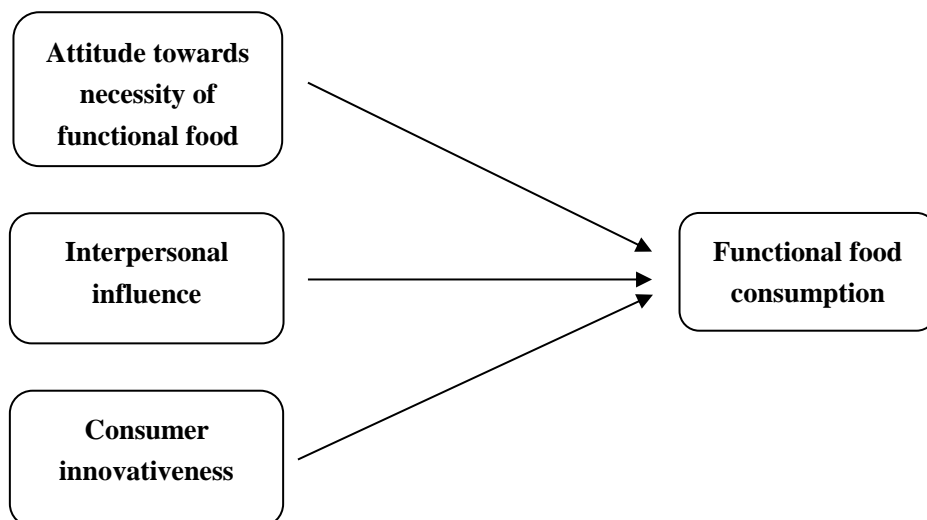 Attitude towards
necessity of
functional food
Interpersonal
influence
Functional food
consumption
Consumer
innovativeness